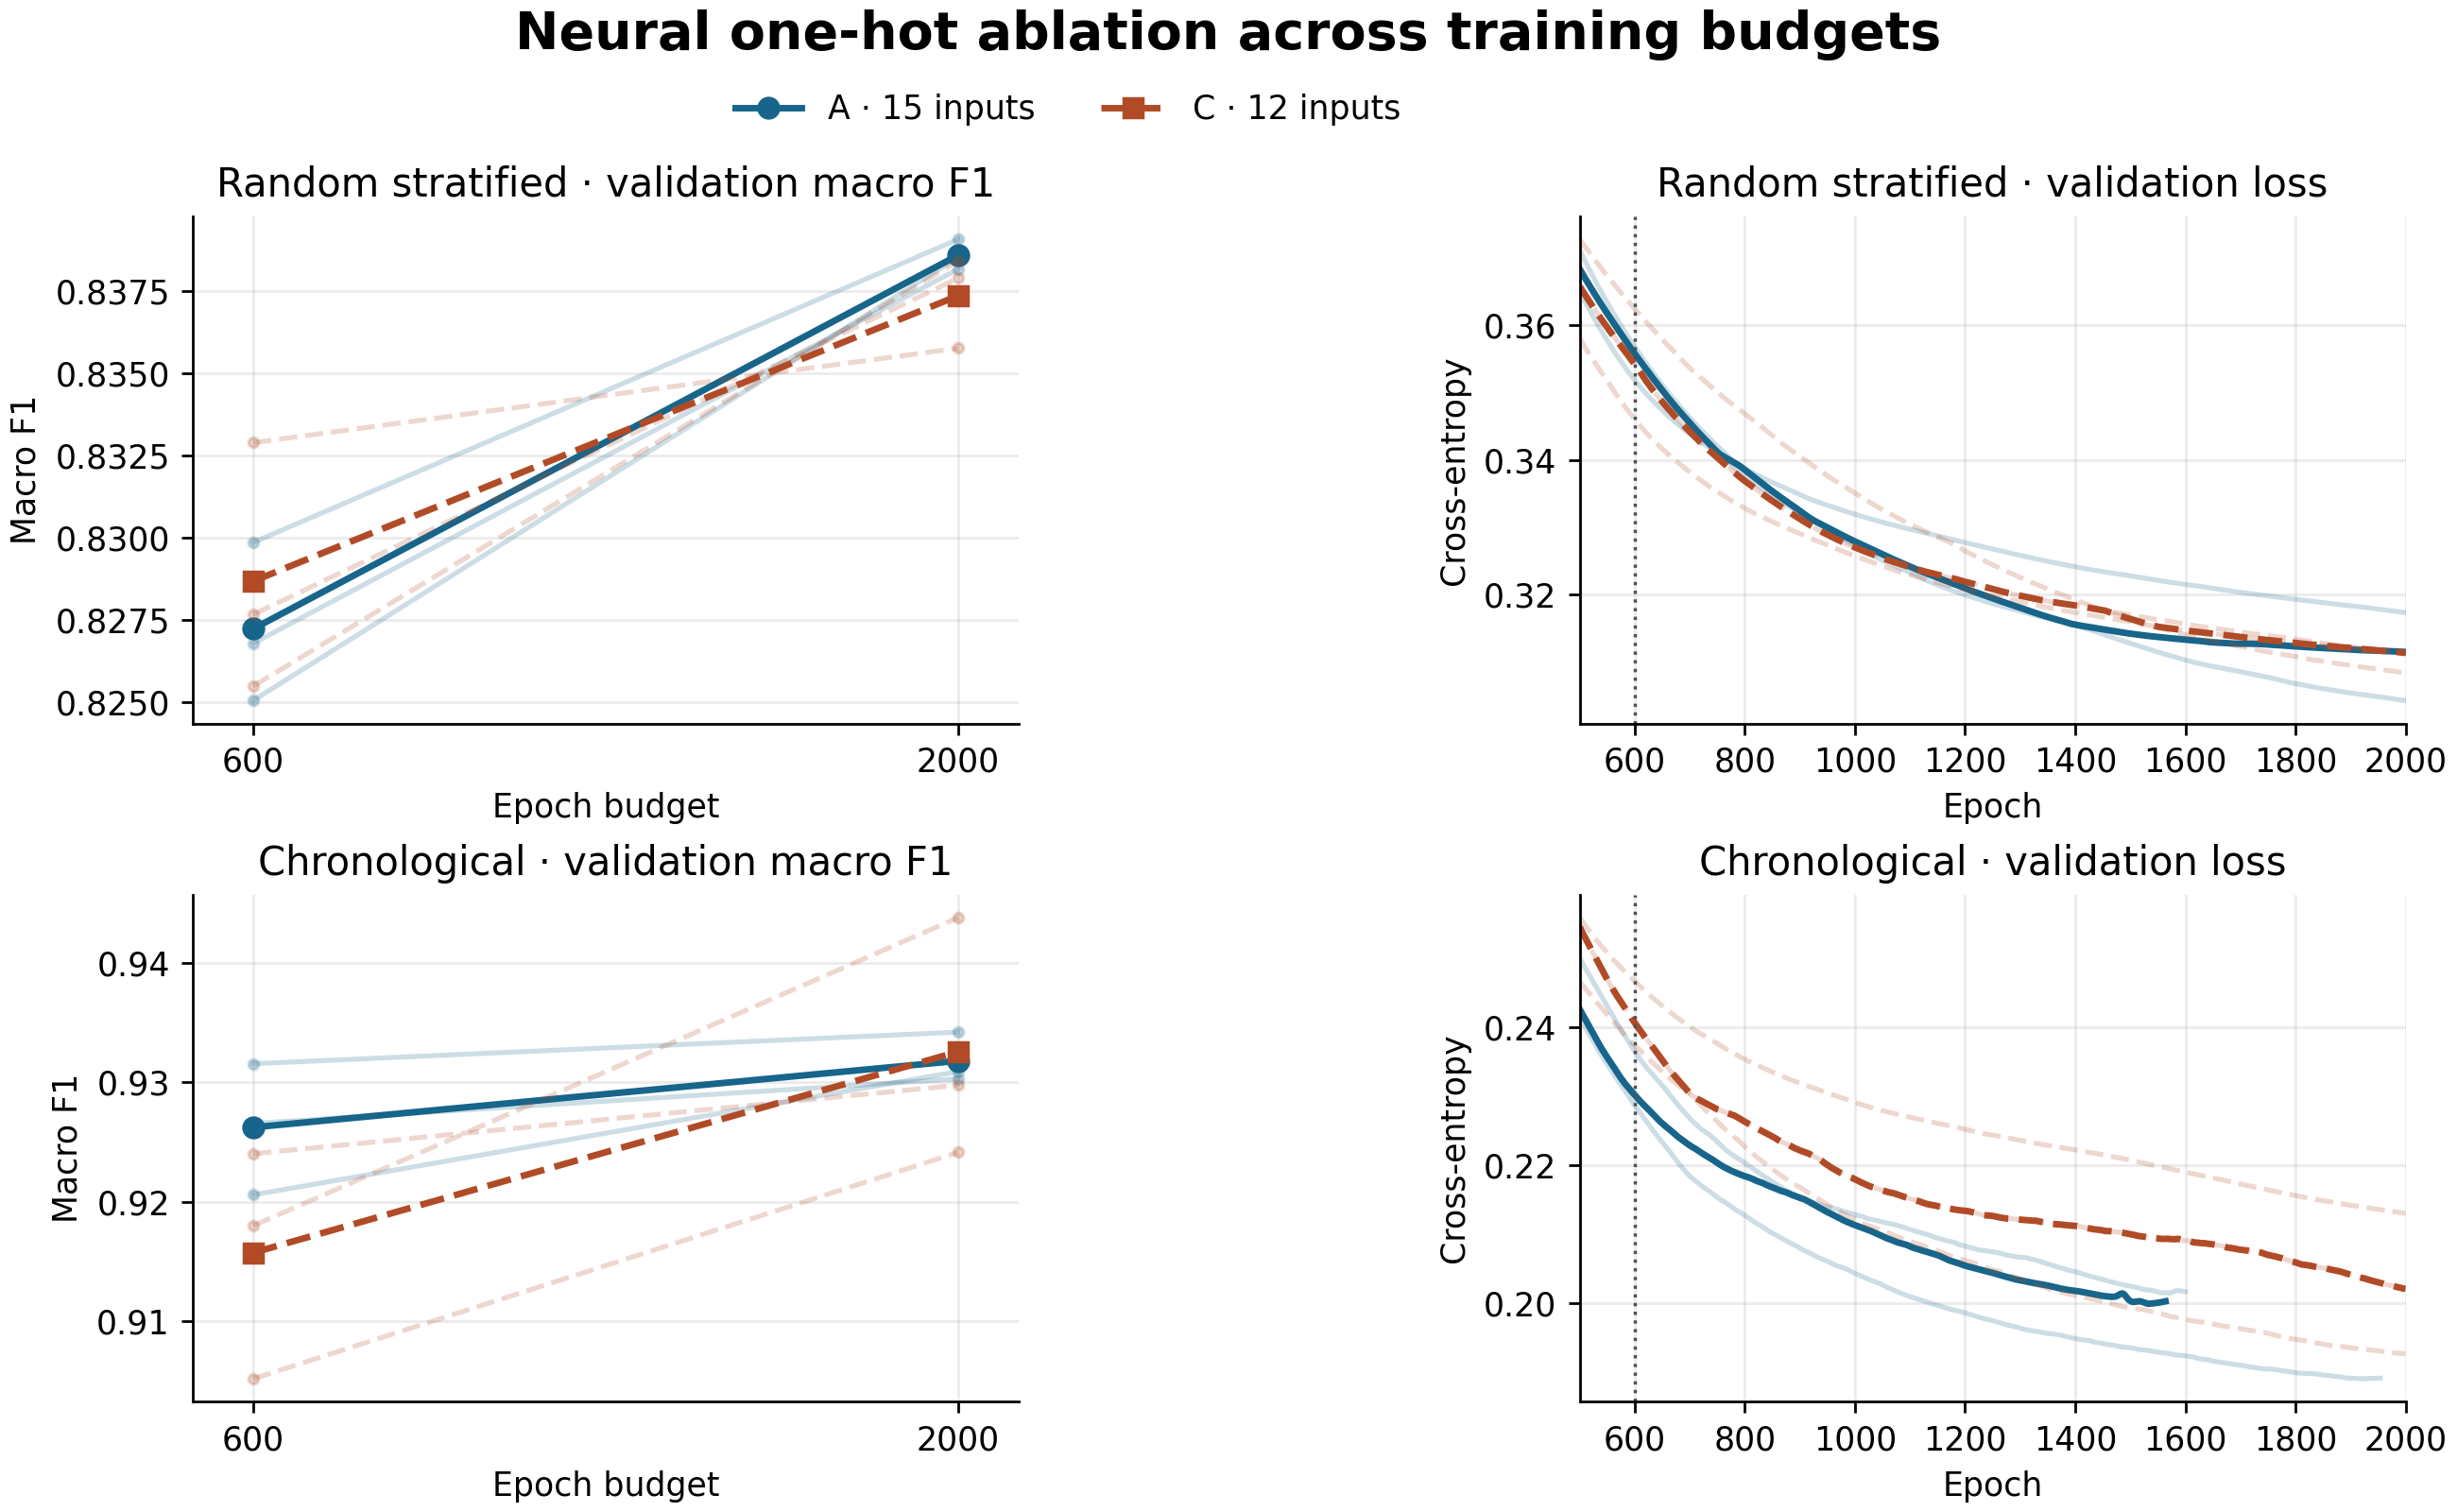 Neural one-hot ablation across training budgets
A · 15 inputs
C · 12 inputs
Random stratified · validation macro F1
Macro F1
0.8375
0.8350
0.8325
0.8300
0.8275
0.8250
600
2000
Epoch budget
Random stratified · validation loss
Cross-entropy
0.36
0.34
0.32
600 800 1000 1200 1400 1600 1800 2000
Epoch
Chronological · validation macro F1
Macro F1
0.94
0.93
0.92
0.91
600
2000
Epoch budget
Chronological · validation loss
Cross-entropy
0.24
0.22
0.20
600 800 1000 1200 1400 1600 1800 2000
Epoch